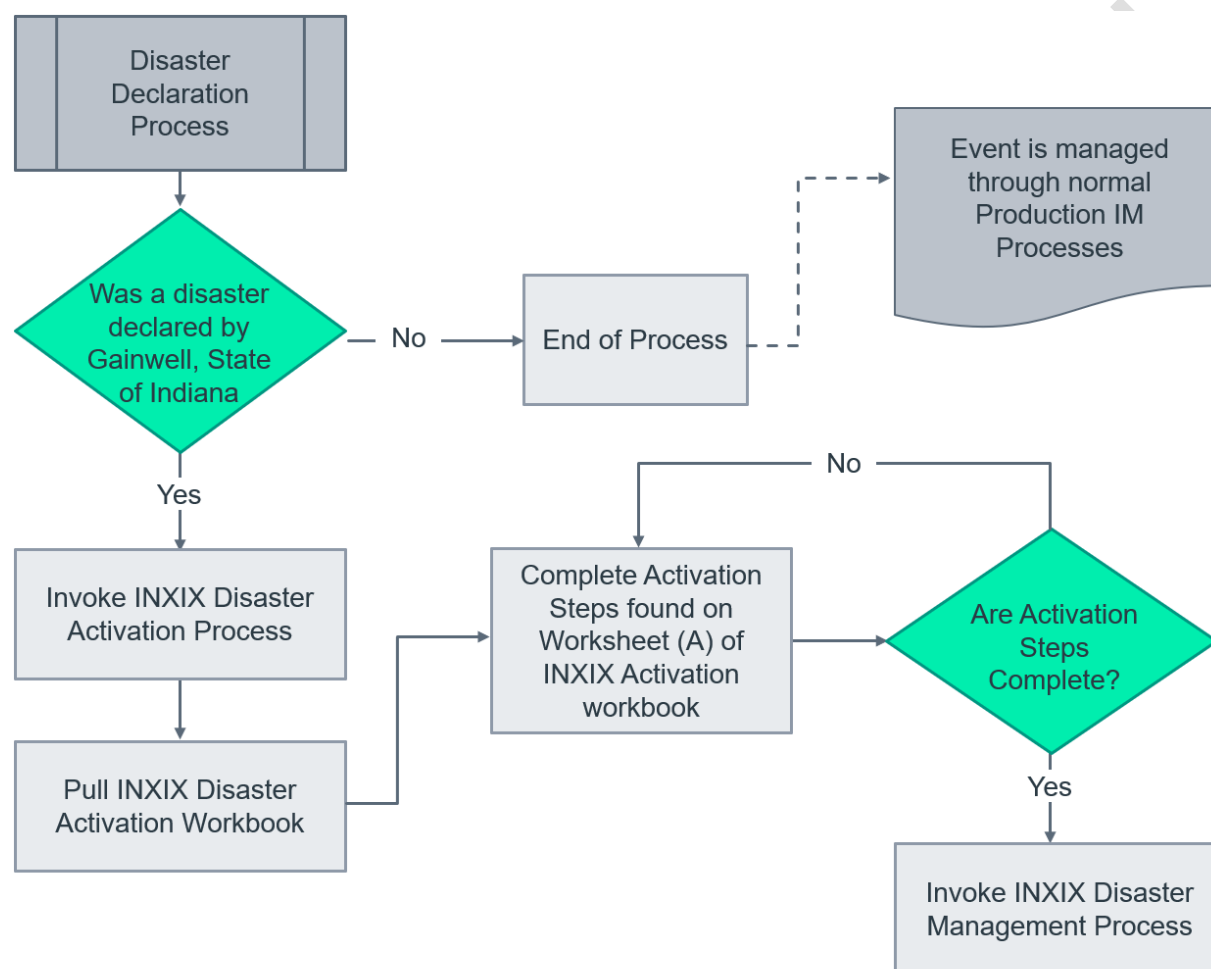 Disaster
Declaration
Process
Event is managed
through normal
Production IM
Processes
Was a disaster
declared by
Gainwell, State
of Indiana
No
End of Process
Yes
No
Invoke INXIX Disaster
Activation Process
Complete Activation
Steps found on
Worksheet (A) of
INXIX Activation
workbook
Are Activation
Steps
Complete?
Pull INXIX Disaster
Activation Workbook
Yes
Invoke INXIX Disaster
Management Process